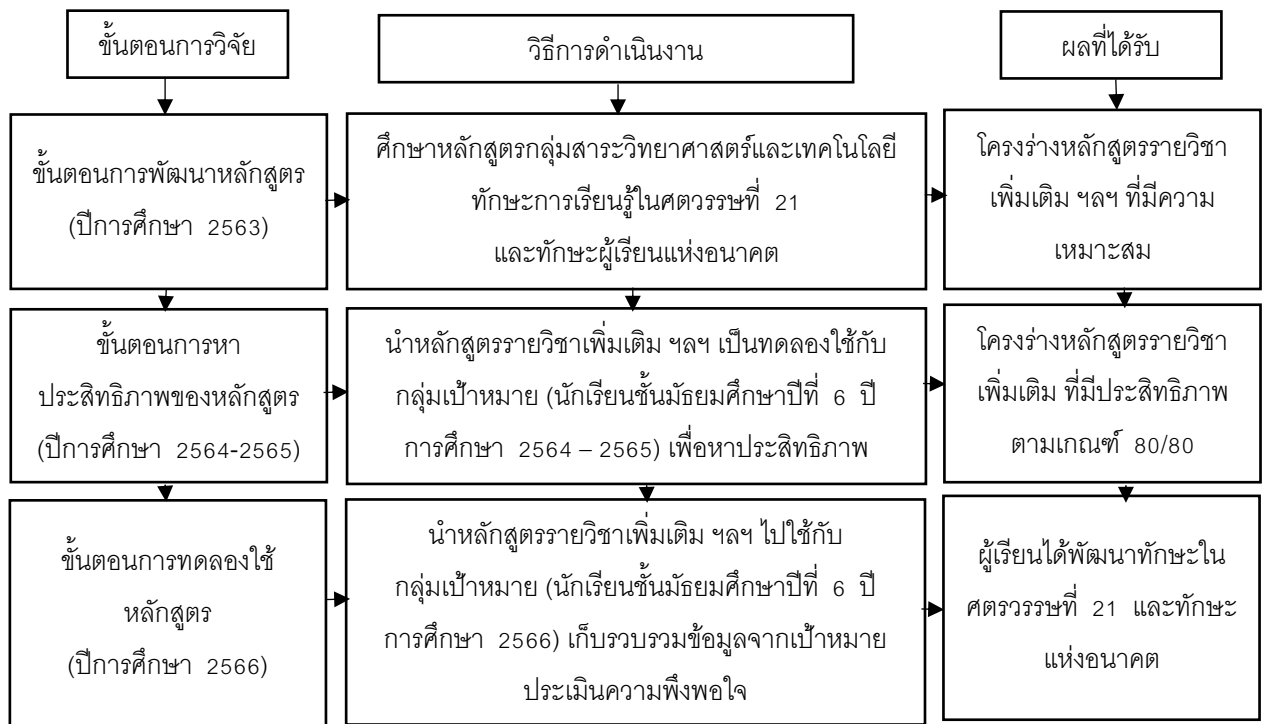 ขั้นตอนการวิจัย
วิธีการดำเนินงาน
ผลที่ได้รับ
ขั้นตอนการพัฒนาหลักสูตร
(ปีการศึกษา 2563)
ศึกษาหลักสูตรกลุ่มสาระวิทยาศาสตร์และเทคโนโลยี
ทักษะการเรียนรู้ในศตวรรษที่ 21
และทักษะผู้เรียนแห่งอนาคต
โครงร่างหลักสูตรรายวิชา
เพิ่มเติม ฯลฯ ที่มีความ
เหมาะสม
ขั้นตอนการหา
ประสิทธิภาพของหลักสูตร
(ปีการศึกษา 2564-2565)
นำหลักสูตรรายวิชาเพิ่มเติม ฯลฯ เป็นทดลองใช้กับ
กลุ่มเป้าหมาย (นักเรียนชั้นมัธยมศึกษาปีที่ 6 ปี
การศึกษา 2564 – 2565) เพื่อหาประสิทธิภาพ
โครงร่างหลักสูตรรายวิชา
เพิ่มเติม ที่มีประสิทธิภาพ
ตามเกณฑ์ 80/80
ขั้นตอนการทดลองใช้
หลักสูตร
(ปีการศึกษา 2566)
นำหลักสูตรรายวิชาเพิ่มเติม ฯลฯ ไปใช้กับ
กลุ่มเป้าหมาย (นักเรียนชั้นมัธยมศึกษาปีที่ 6 ปี
การศึกษา 2566) เก็บรวบรวมข้อมูลจากเป้าหมาย
ประเมินความพึงพอใจ
ผู้เรียนได้พัฒนาทักษะใน
ศตรวรรษที่ 21 และทักษะ
แห่งอนาคต